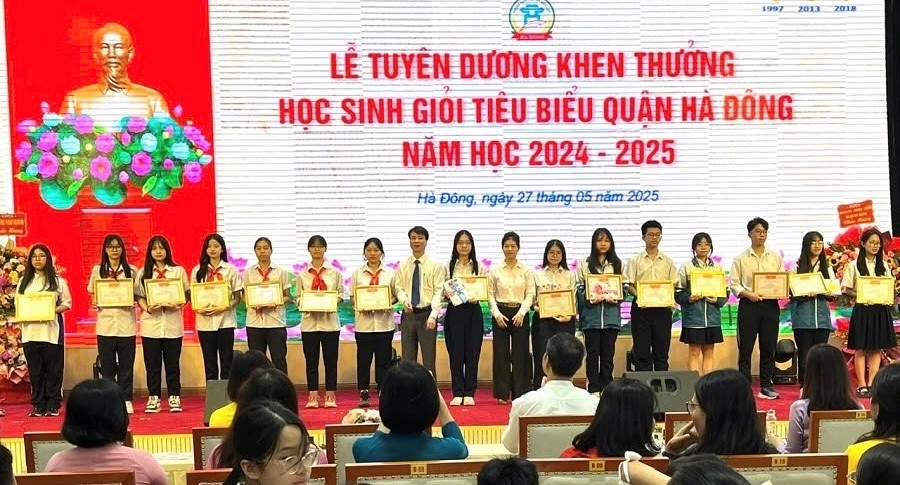 1997 2013 2018
LỄ TUYÊN DƯƠNG KHEN THƯỞNG
HỌC SINH GIỎI TIÊU BIỂU QUẬN HÀ ĐÔNG
NĂM HỌC 2024 - 2025
Hà Đông, ngày 27 tháng 05 năm 2025